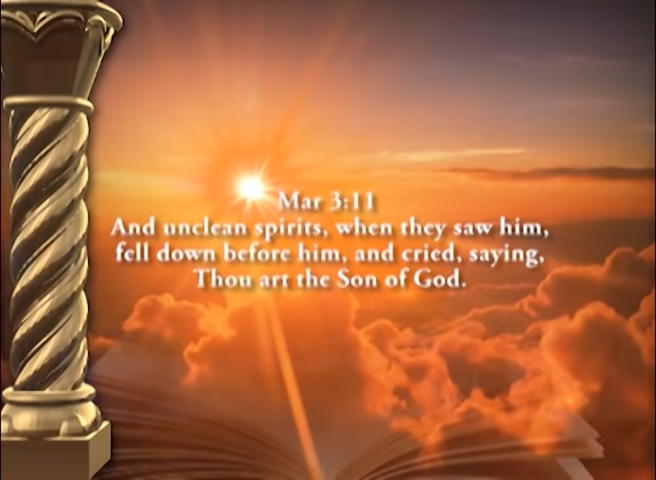 Mar 3:11
And unclean spirits, when they saw him,
fell down before him, and cried, saying,
Thou art the Son of God.